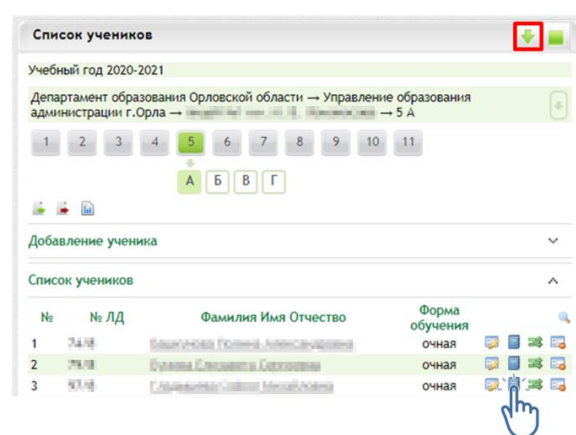 Список учеников
Учебный год 2020-2021
Департамент образования Орловской области → Управление образования
администрации г.Орла → → 5 А
1 2 3 4 5 6 7 8 9 10 11
А Б В Г
Добавление ученика
Список учеников
№ № ЛД Фамилия Имя Отчество Форма
обучения
1 очная
2 очная
3 очная